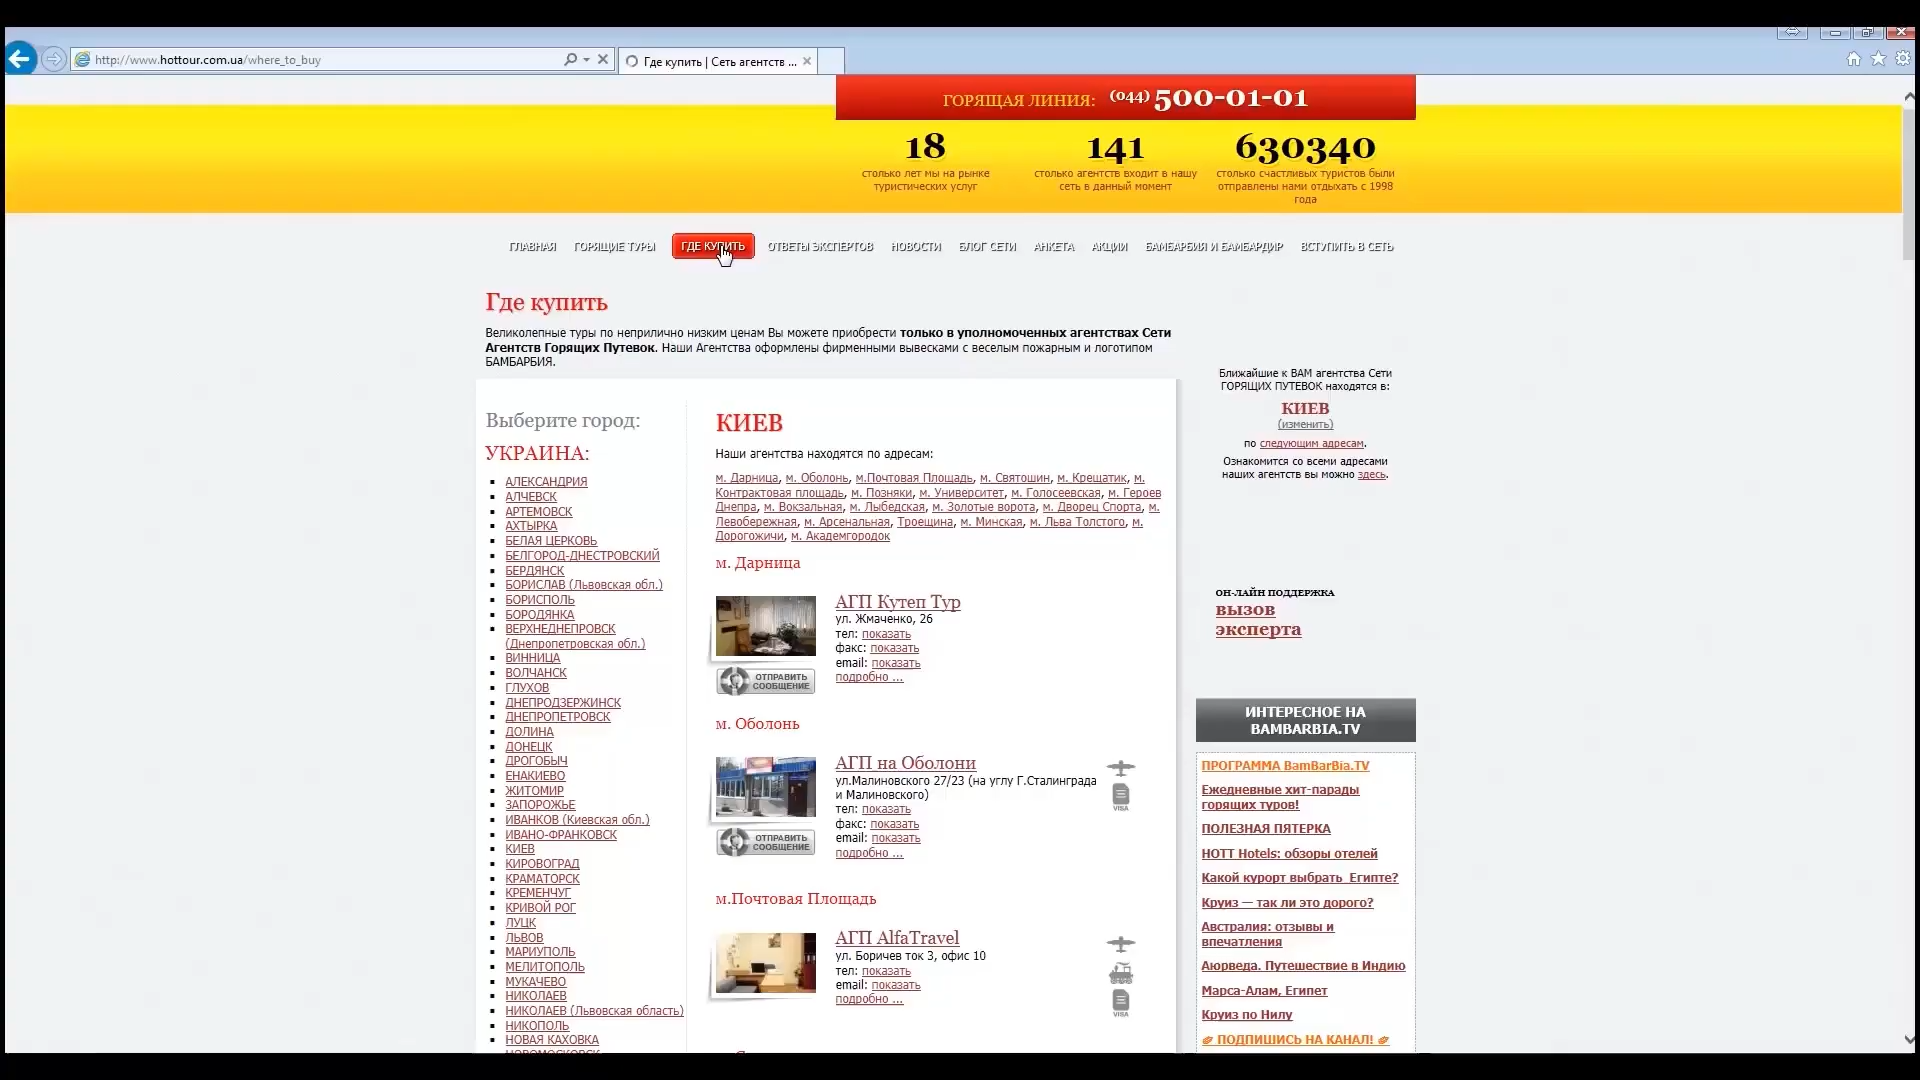 http://www.hottour.com.ua/where_to_buy
Где купить | Сеть агентств ...
ГОРЯЩАЯ ЛИНИЯ: (044) 500-01-01
18
столько лет мы на рынке
туристических услуг
141
столько агентств входит в нашу
сеть в данный момент
630340
столько счастливых туристов были
отправлены нами отдыхать с 1998
года
ГЛАВНАЯ ГОРЯЩИЕ ТУРЫ ГДЕ КУПИТЬ ОТВЕТЫ ЭКСПЕРТОВ НОВОСТИ БЛОГ СЕТИ АНКЕТА АКЦИИ БАМБАРБИЯ И БАМБАРДИР ВСТУПИТЬ В СЕТЬ
Где купить
Великолепные туры по неприлично низким ценам Вы можете приобрести только в уполномоченных агентствах Сети
Агентств Горящих Путевок. Наши Агентства оформлены фирменными вывесками с веселым пожарным и логотипом
БАМБАРБИЯ.
Выберите город:
УКРАИНА:
АЛЕКСАНДРИЯ
АЛЧЕВСК
АРТЕМОВСК
АХТЫРКА
БЕЛАЯ ЦЕРКОВЬ
БЕЛГОРОД-ДНЕСТРОВСКИЙ
БЕРДЯНСК
БОРИСЛАВ (Львовская обл.)
БОРИСПОЛЬ
БОРОДЯНКА
ВЕРХНЕДНЕПРОВСК
(Днепропетровская обл.)
ВИННИЦА
ВОЛЧАНСК
ГЛУХОВ
ДНЕПРОДЗЕРЖИНСК
ДНЕПРОПЕТРОВСК
ДОЛИНА
ДОНЕЦК
ДРОГОБЫЧ
ЕНАКИЕВО
ЖИТОМИР
ЗАПОРОЖЬЕ
ИВАНКОВ (Киевская обл.)
ИВАНО-ФРАНКОВСК
КИЕВ
КИРОВОГРАД
КРАМАТОРСК
КРЕМЕНЧУГ
КРИВОЙ РОГ
ЛУЦК
ЛЬВОВ
МАРИУПОЛЬ
МЕЛИТОПОЛЬ
МУКАЧЕВО
НИКОЛАЕВ
НИКОЛАЕВ (Львовская область)
НИКОПОЛЬ
НОВАЯ КАХОВКА
КИЕВ
Наши агентства находятся по адресам:
м. Дарница, м. Оболонь, м.Почтовая Площадь, м. Святошин, м. Крещатик, м.
Контрактовая площадь, м. Позняки, м. Университет, м. Голосеевская, м. Героев
Днепра, м. Вокзальная, м. Лыбедская, м. Золотые ворота, м. Дворец Спорта, м.
Левобережная, м. Арсенальная, Троещина, м. Минская, м. Льва Толстого, м.
Дорогожичи, м. Академгородок
м. Дарница
АГП Кутеп Тур
ул. Жмаченко, 26
тел: показать
факс: показать
email: показать
подробно ...
ОТПРАВИТЬ
СООБЩЕНИЕ
м. Оболонь
АГП на Оболони
ул.Малиновского 27/23 (на углу Г.Сталинграда
и Малиновского)
тел: показать
факс: показать
email: показать
подробно ...
VISA
ОТПРАВИТЬ
СООБЩЕНИЕ
м.Почтовая Площадь
АГП AlfaTravel
ул. Боричев ток 3, офис 10
тел: показать
email: показать
подробно ...
VISA
Ближайшие к ВАМ агентства Сети
ГОРЯЩИХ ПУТЕВОК находятся в:
КИЕВ
(изменить)
по следующим адресам.
Ознакомится со всеми адресами
наших агентств вы можно здесь.
ОН-ЛАЙН ПОДДЕРЖКА
вызов
эксперта
ИНТЕРЕСНОЕ НА
BAMBARBIA.TV
ПРОГРАММА BamBarBia.TV
Ежедневные хит-парады
горящих туров!
ПОЛЕЗНАЯ ПЯТЕРКА
HOTT Hotels: обзоры отелей
Какой курорт выбрать Египте?
Круиз — так ли это дорого?
Австралия: отзывы и
впечатления
Аюрведа. Путешествие в Индию
Марса-Алам, Египет
Круиз по Нилу
ПОДПИШИСЬ НА КАНАЛ!